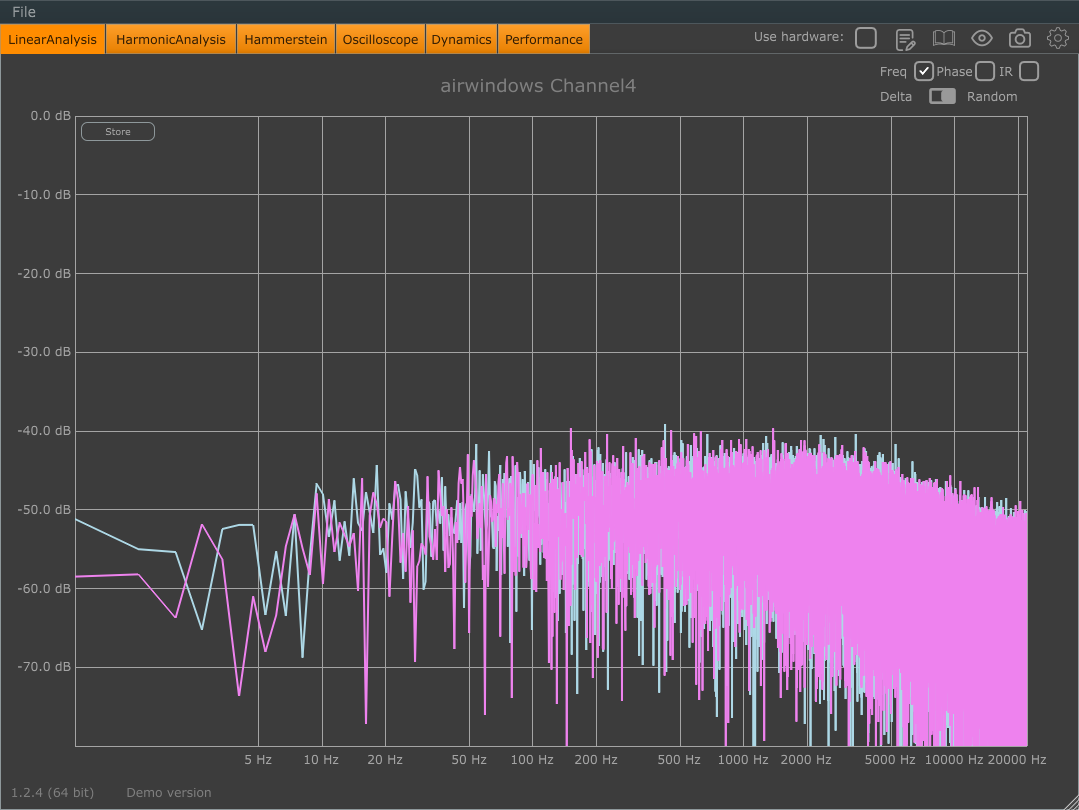 File
LinearAnalysis HarmonicAnalysis Hammerstein Oscilloscope Dynamics Performance Use hardware:
airwindows Channel4
Freq Phase IR
Delta Random
Store
0.0 dB
-10.0 dB
-20.0 dB
-30.0 dB
-40.0 dB
-50.0 dB
-60.0 dB
-70.0 dB
5 Hz 10 Hz 20 Hz 50 Hz 100 Hz 200 Hz 500 Hz 1000 Hz 2000 Hz 5000 Hz 10000 Hz 20000 Hz
1.2.4 (64 bit) Demo version